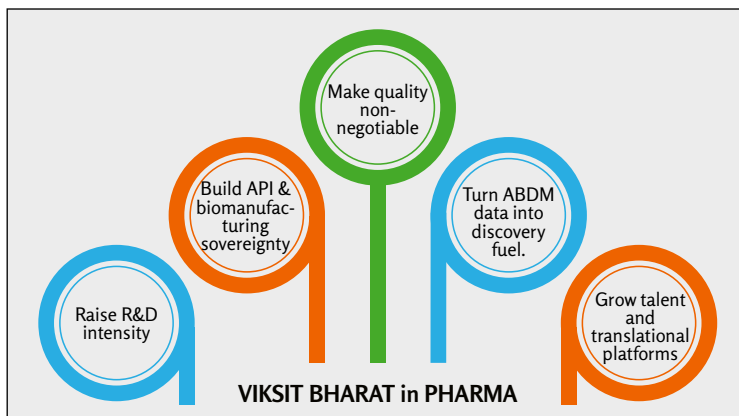 Make quality
non-
negotiable
Build API &
biomanufac-
turing
sovereignty
Turn ABDM
data into
discovery
fuel.
Raise R&D
intensity
Grow talent
and
translational
platforms
VIKSIT BHARAT in PHARMA